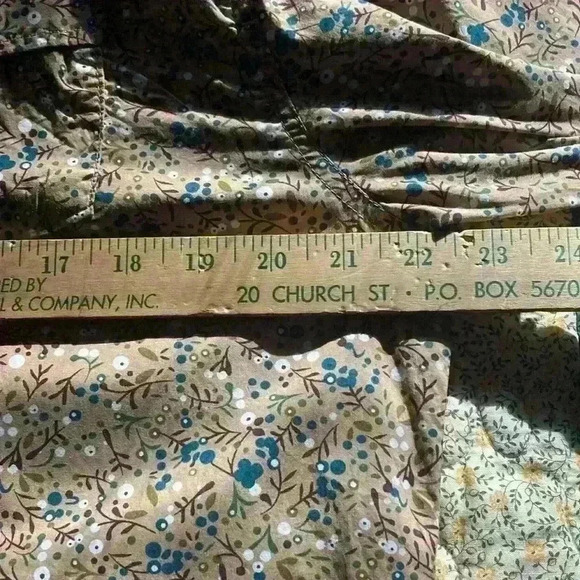 17 18 19 20 21 22 23 24
ED BY
L & COMPANY, INC.
20 CHURCH ST. • P.O. BOX 5670